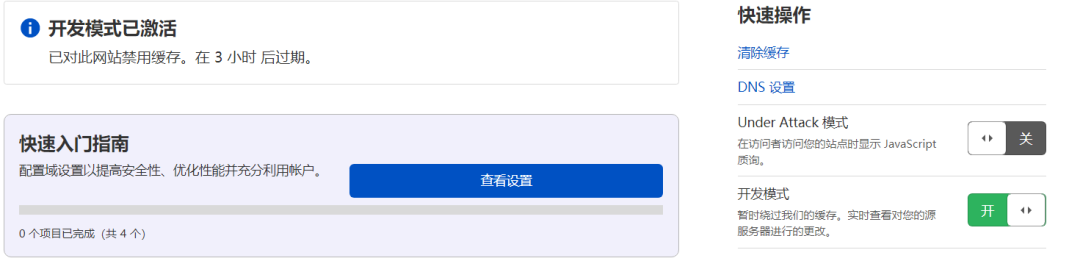 开发模式已激活
已对此网站禁用缓存。在 3 小时 后过期。
快速入门指南
配置域设置以提高安全性、优化性能并充分利用帐户。
查看设置
0 个项目已完成（共 4 个）
快速操作
清除缓存
DNS 设置
Under Attack 模式
在访问者访问您的站点时显示 JavaScript
质询。
关
开发模式
暂时绕过我们的缓存。实时查看对您的源
服务器进行的更改。
开